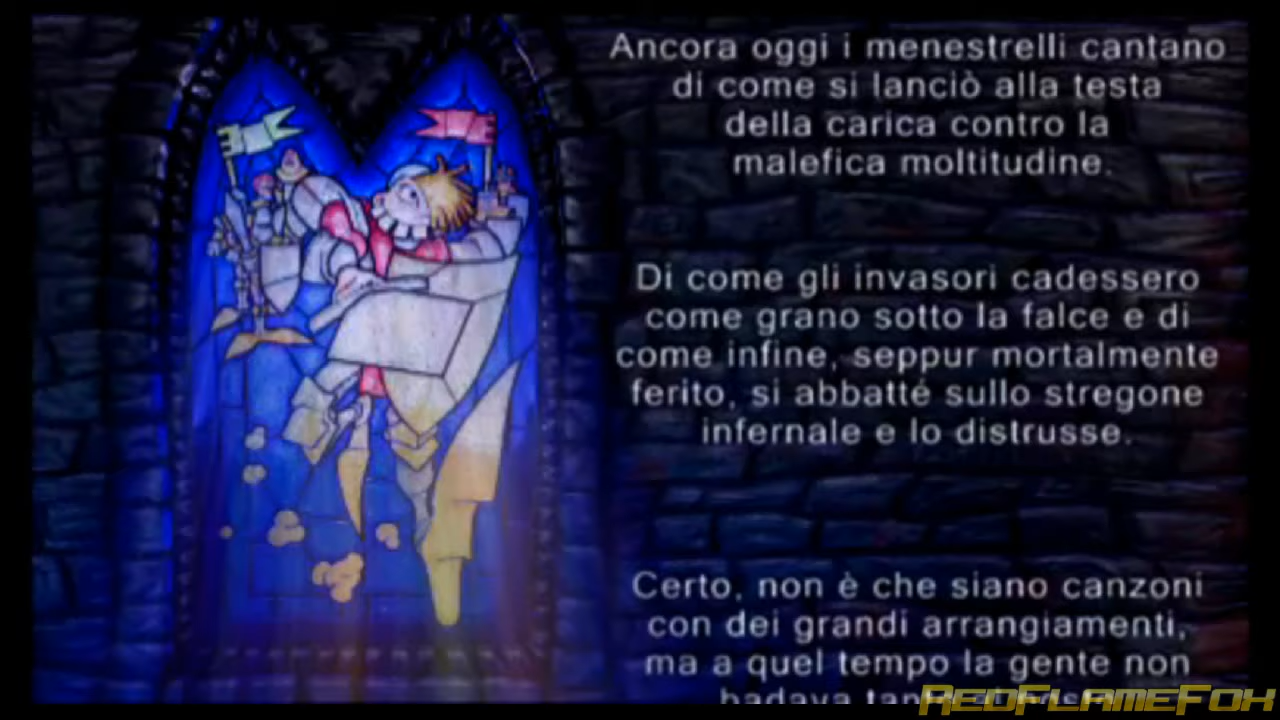 Ancora oggi i menestrelli cantano
di come si lanciò alla testa
della carica contro la
malefica moltitudine.
Di come gli invasori cadessero
come grano sotto la falce e di
come infine, seppur mortalmente
ferito, si abbatté sullo stregone
infernale e lo distrusse.
Certo, non è che siano canzoni
con dei grandi arrangiamenti,
ma a quel tempo la gente non
badava tanto
REDFLAMEFOX